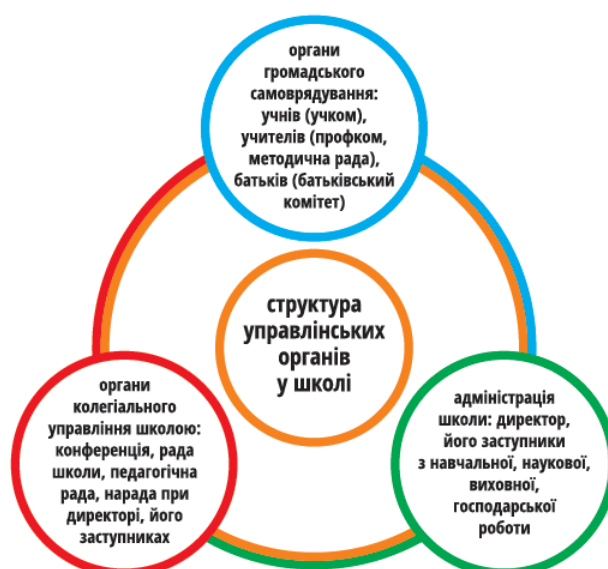 органи
громадського
самоврядування:
учнів (учком),
учителів (профком,
методична рада),
батьків (батьківський
комітет)
структура
управлінських
органів
у школі
органи
колегіального
управління школою:
конференція, рада
школи, педагогічна
рада, нарада при
директорі, його
заступниках
адміністрація
школи: директор,
його заступники
з навчальної, наукової,
виховної,
господарської
роботи